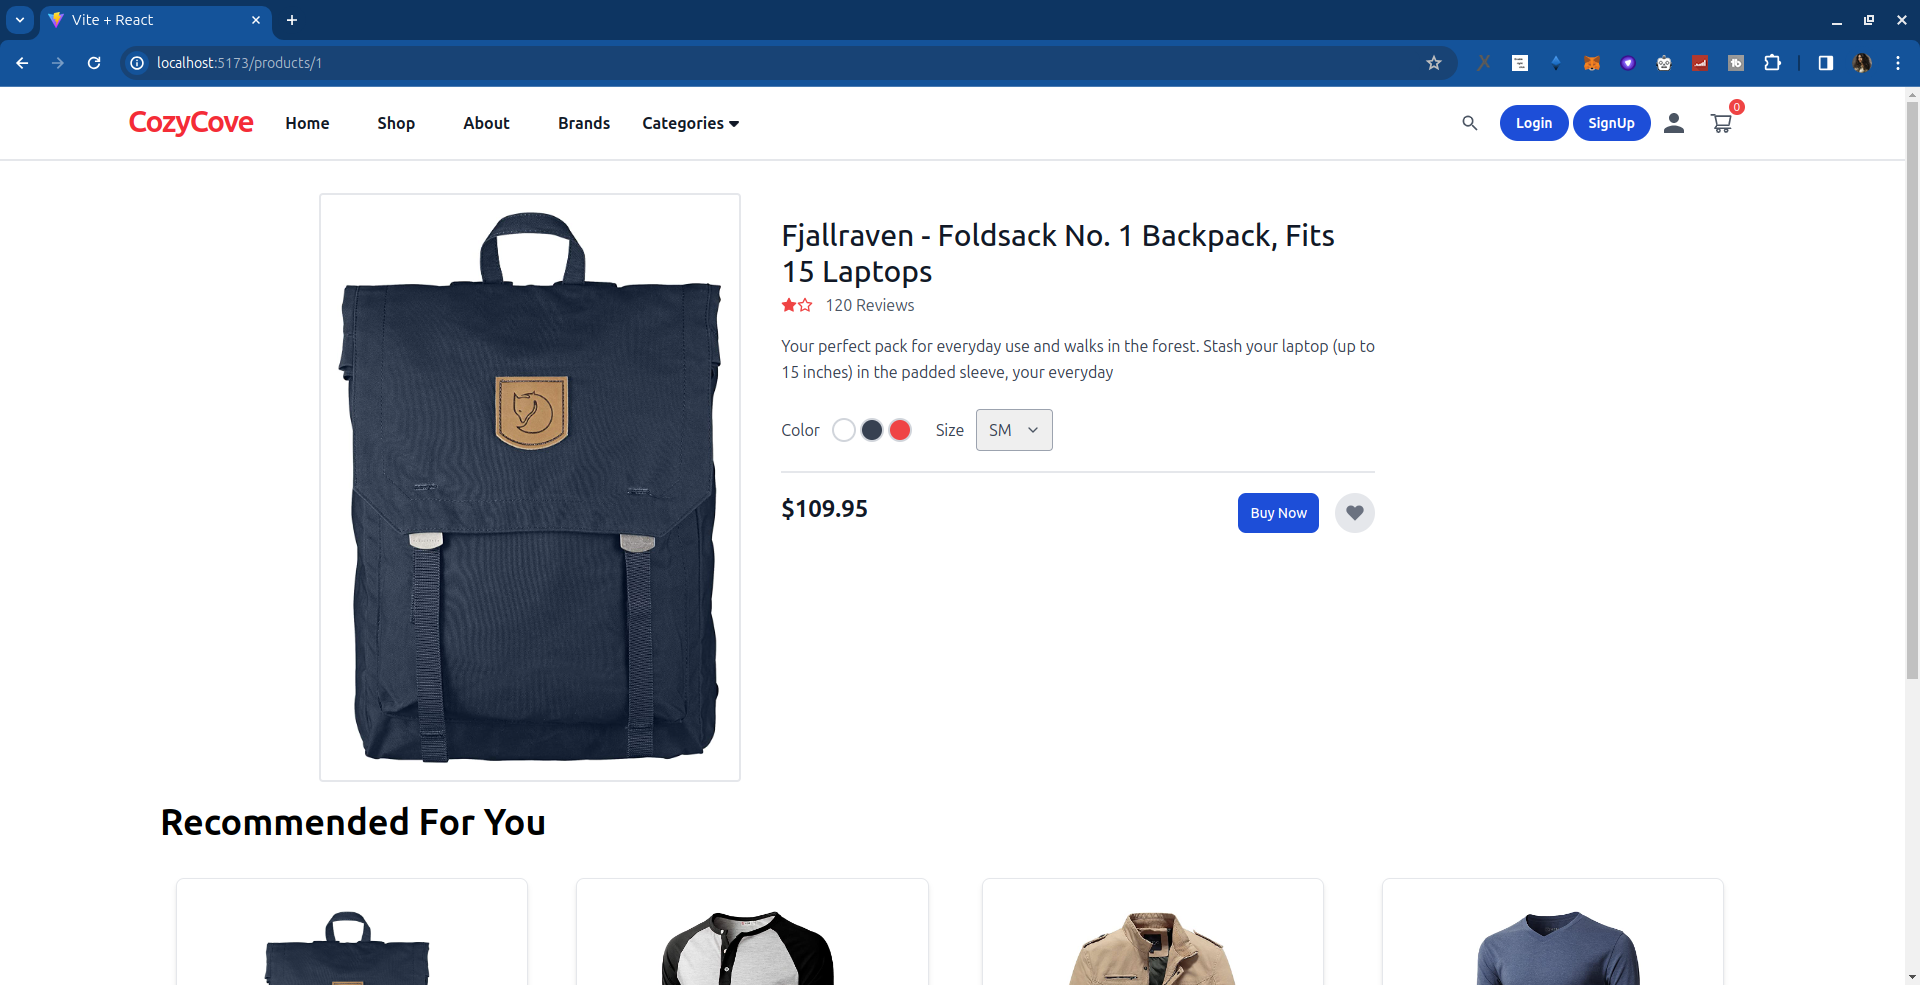 Vite + React
localhost:5173/products/1
CozyCove
Home
Shop
About
Brands
Categories
Login
SignUp
0
Fjallraven - Foldsack No. 1 Backpack, Fits
15 Laptops
120 Reviews
Your perfect pack for everyday use and walks in the forest. Stash your laptop (up to
15 inches) in the padded sleeve, your everyday
Color
Size
SM
$109.95
Buy Now
Recommended For You